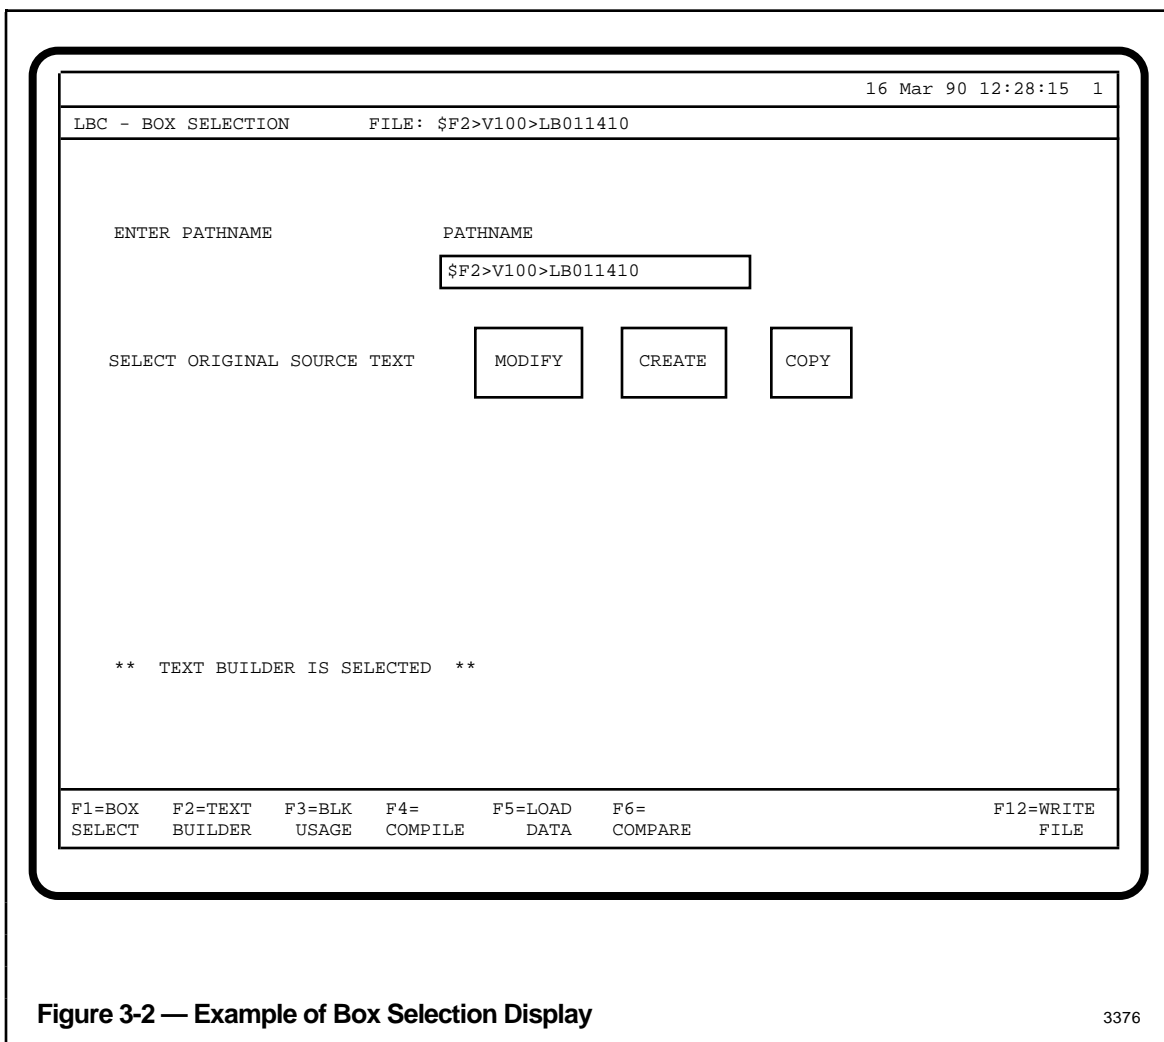 16 Mar 90 12:28:15 1
LBC - BOX SELECTION FILE: $F2>V100>LB011410
ENTER PATHNAME PATHNAME
$F2>V100>LB011410
SELECT ORIGINAL SOURCE TEXT MODIFY CREATE COPY
** TEXT BUILDER IS SELECTED **
F1=BOX F2=TEXT F3=BLK F4= F5=LOAD F6= F12=WRITE
SELECT BUILDER USAGE COMPILE DATA COMPARE FILE
Figure 3-2 — Example of Box Selection Display 3376